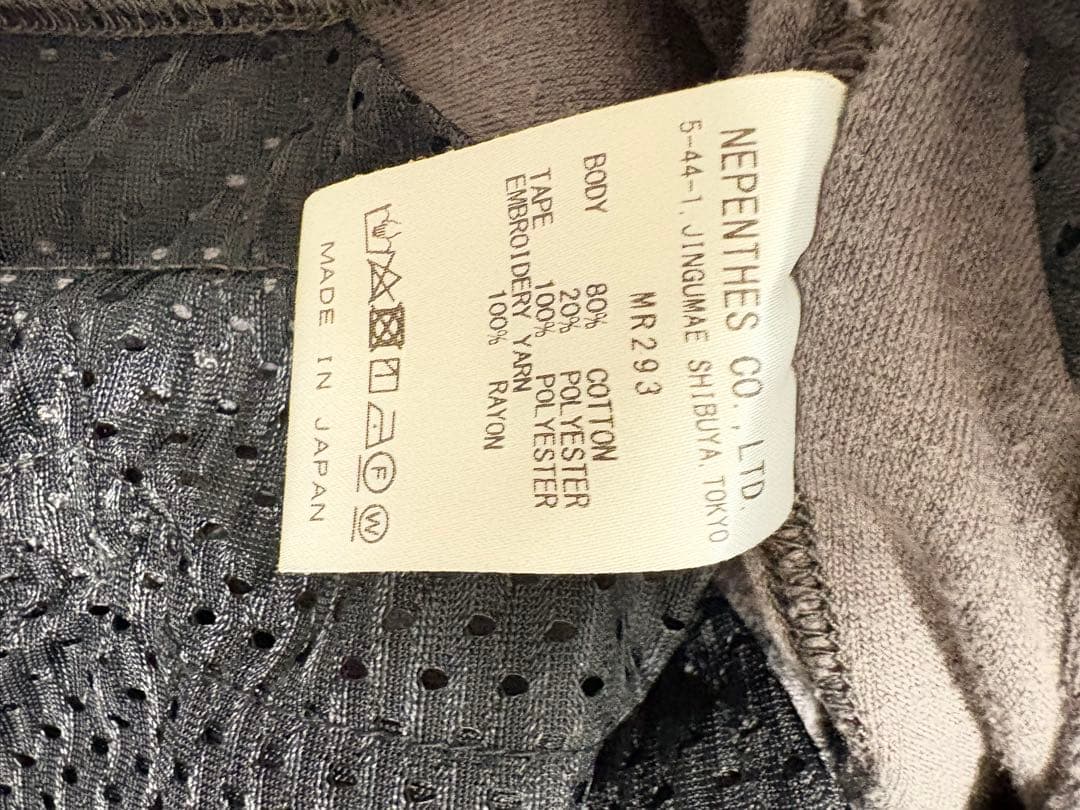 NEPENTHES CO., LTD.
5-44-1, JINGUMAE SHIBUYA, TOKYO
MR293
BODY 80% COTTON
20% POLYESTER
TAPE 100% POLYESTER
EMBROIDERY YARN
100% RAYON
F W
MADE IN JAPAN